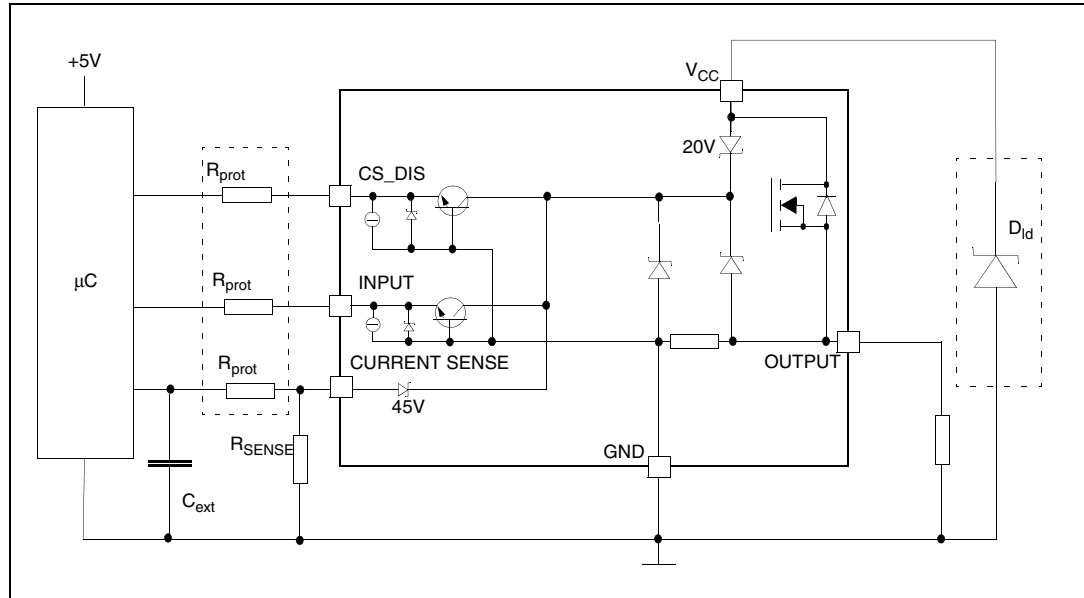 +5V
V_CC
20V
R_prot
CS_DIS
D_ld
μC
R_prot
INPUT
CURRENT SENSE
R_prot
OUTPUT
45V
R_SENSE
GND
C_ext